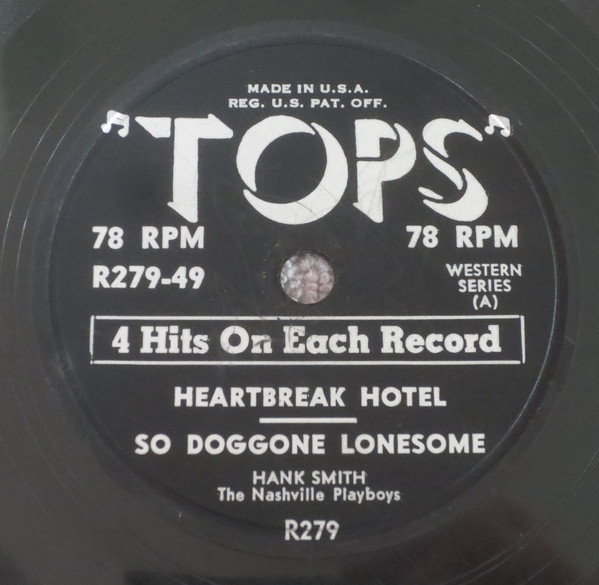 MADE IN U.S.A.
REG. U.S. PAT. OFF.
"TOPS"
78 RPM 78 RPM
R279-49 WESTERN
SERIES
(A)
4 Hits On Each Record
HEARTBREAK HOTEL
SO DOGGONE LONESOME
HANK SMITH
The Nashville Playboys
R279